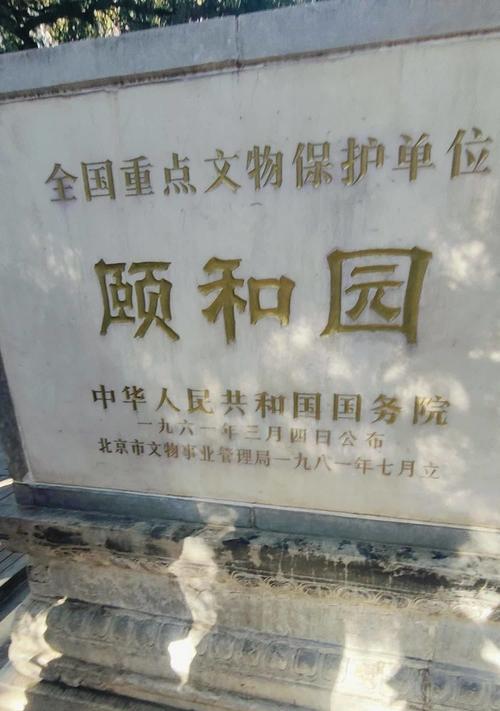 全国重点文物保护单位
颐和园
中华人民共和国国务院
一九六一年三月四日公布
北京市文物事业管理局一九八一年七月立